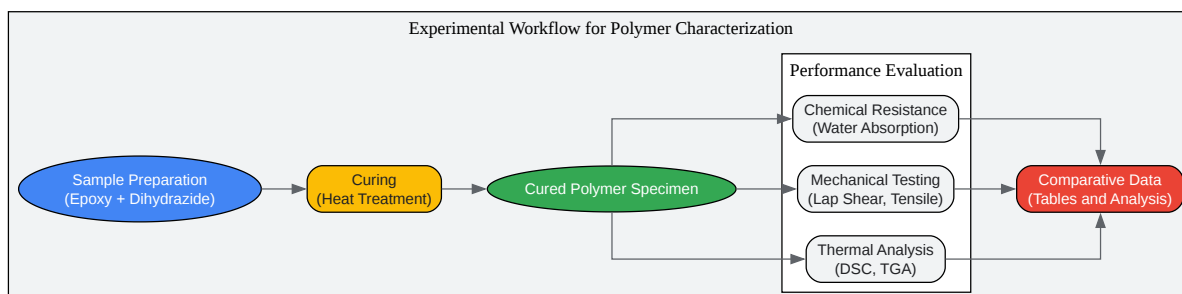 Experimental Workflow for Polymer Characterization
Sample Preparation
(Epoxy + Dihydrazide)
Curing
(Heat Treatment)
Cured Polymer Specimen
Performance Evaluation
Chemical Resistance
(Water Absorption)
Mechanical Testing
(Lap Shear, Tensile)
Thermal Analysis
(DSC, TGA)
Comparative Data
(Tables and Analysis)